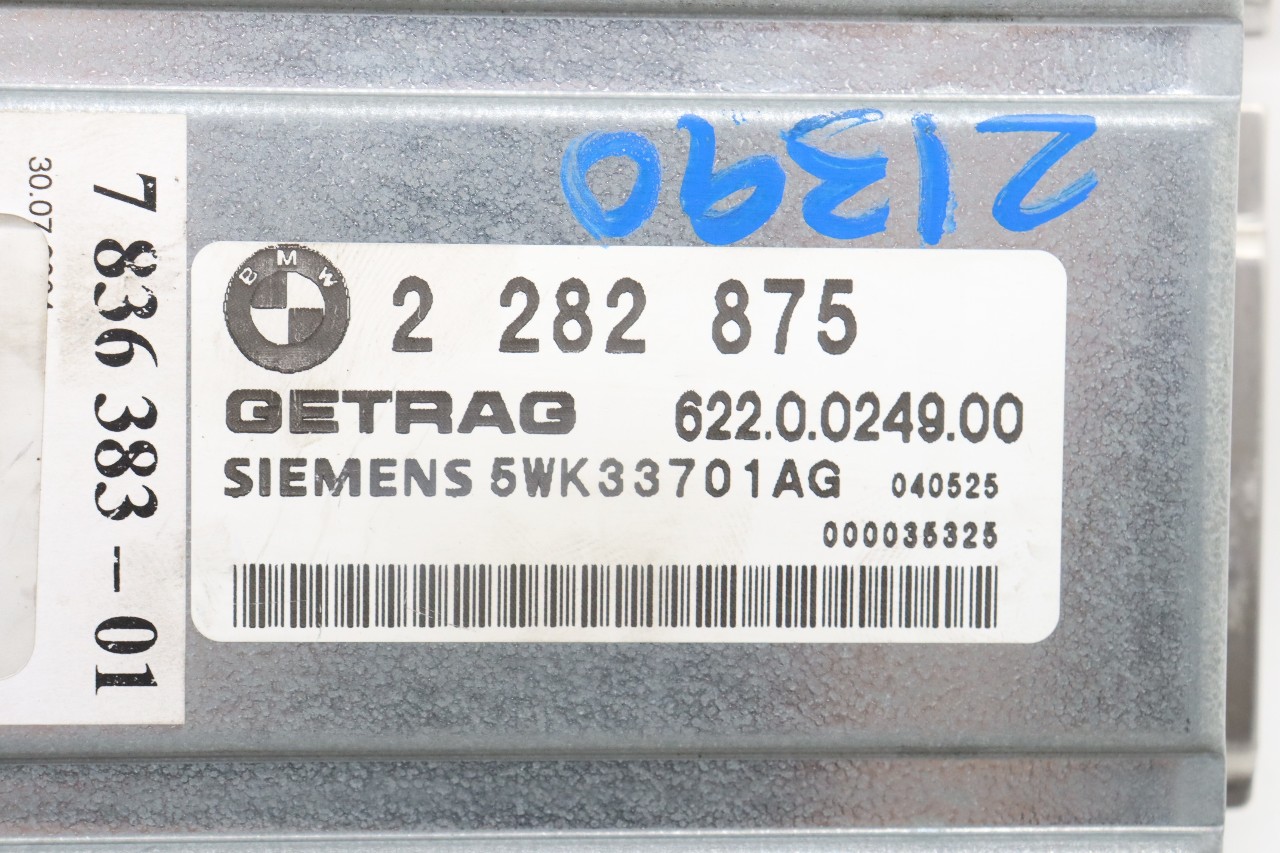 21390
BMW
2 282 875
GETRAG 622.0.0249.00
SIEMENS 5WK33701AG 040525
000035325
7 836 383-01